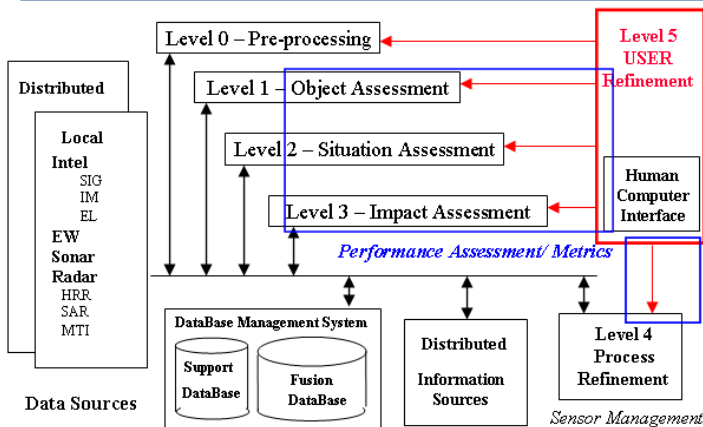 Level 0 – Pre-processing
Level 5
USER
Refinement
Distributed
Level 1 – Object Assessment
Local
Intel
SIG
IM
EL
EW
Sonar
Radar
HRR
SAR
MTI
Level 2 – Situation Assessment
Human
Computer
Interface
Level 3 – Impact Assessment
Performance Assessment/ Metrics
DataBase Management System
Support
DataBase
Fusion
DataBase
Distributed
Information
Sources
Level 4
Process
Refinement
Data Sources
Sensor Management